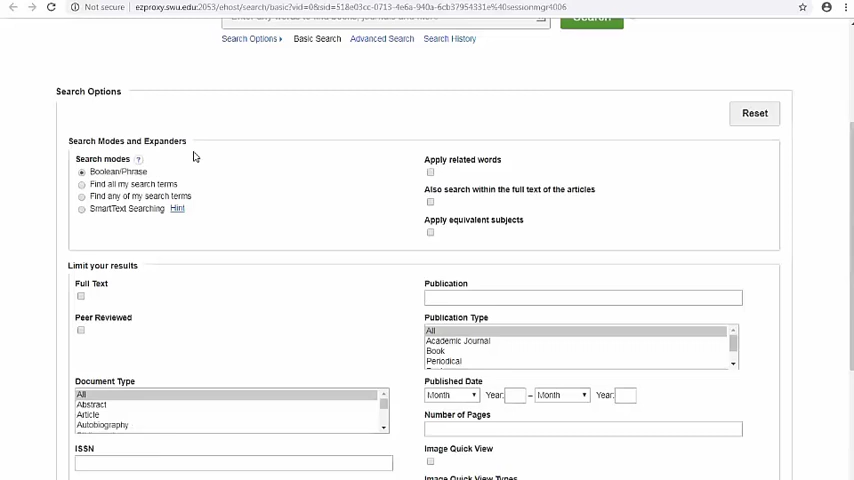 Not secure | ezproxy.swu.edu:2053/ehost/search/basic?vid=0&sid=518e03cc-0713-4e6a-940a-6cb37954331e%40sessionmgr4006
Search
Search Options Basic Search Advanced Search Search History
Search Options
Reset
Search Modes and Expanders
Search modes ?
Boolean/Phrase
Find all my search terms
Find any of my search terms
SmartText Searching Hint
Apply related words
Also search within the full text of the articles
Apply equivalent subjects
Limit your results
Full Text
Peer Reviewed
Document Type
All
Abstract
Article
Autobiography
ISSN
Publication
Publication Type
All
Academic Journal
Book
Periodical
Published Date
Month Year: – Month Year:
Number of Pages
Image Quick View
Image Quick View Types